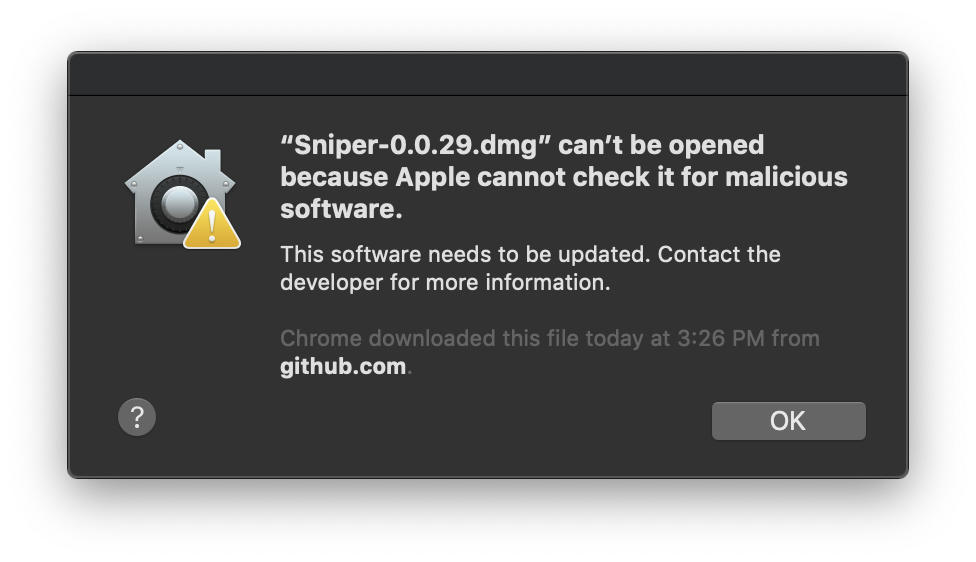 “Sniper-0.0.29.dmg” can’t be opened
because Apple cannot check it for malicious
software.
This software needs to be updated. Contact the
developer for more information.
Chrome downloaded this file today at 3:26 PM from
github.com.
?
OK